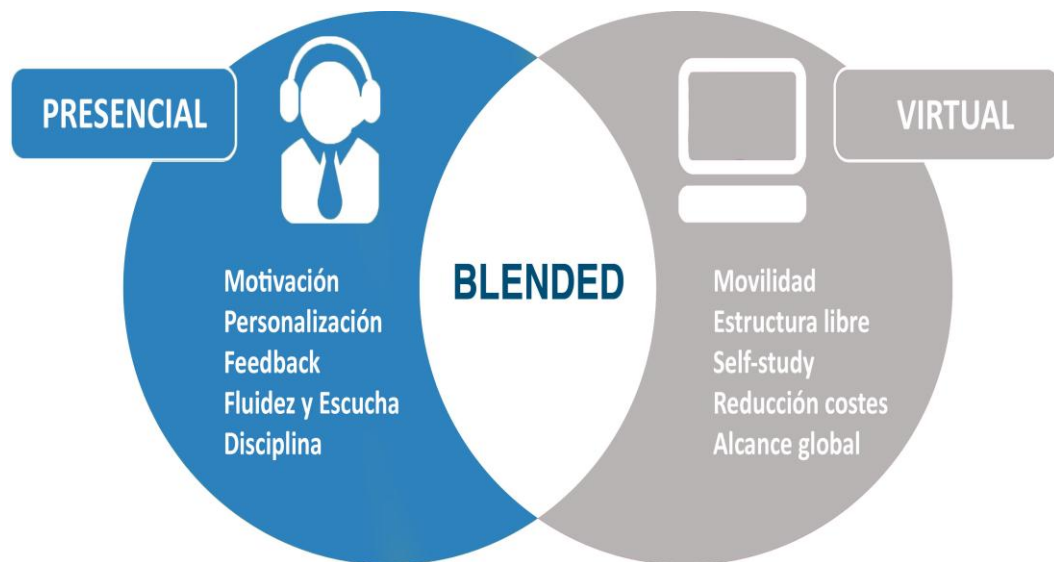 PRESENCIAL
Motivación
Personalización
Feedback
Fluidez y Escucha
Disciplina
BLENDED
VIRTUAL
Movilidad
Estructura libre
Self-study
Reducción costes
Alcance global